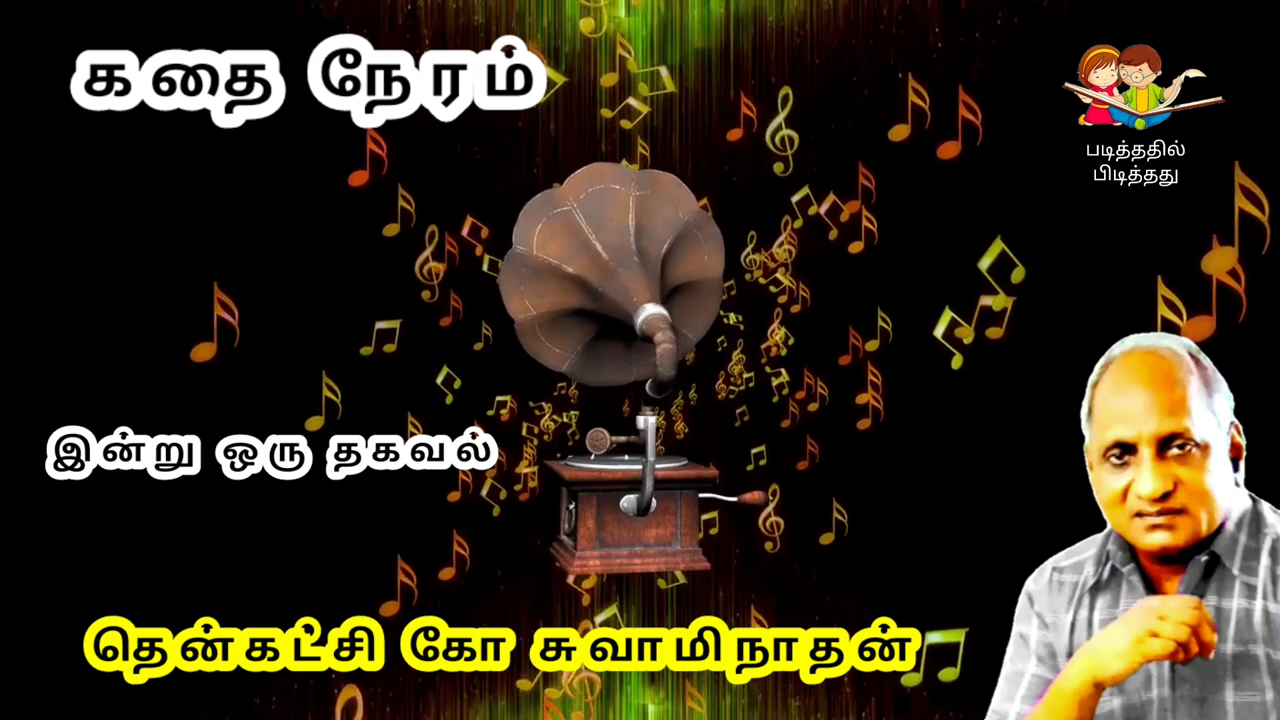 கதை நேரம்
படித்ததில்
பிடித்தது
இன்று ஒரு தகவல்
தென்கட்சி கோ சுவாமிநாதன்